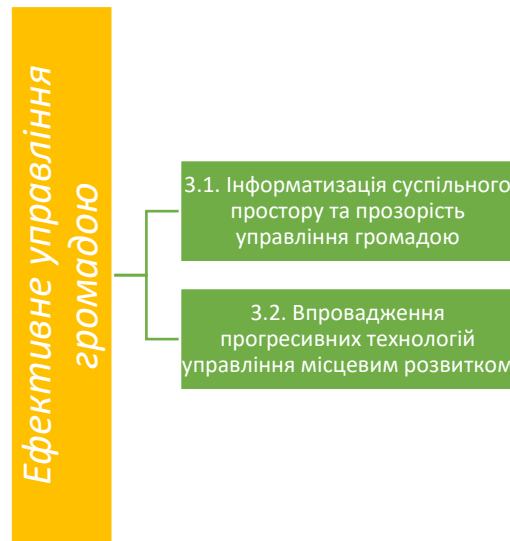 Ефективне управління
громадою
3.1. Інформатизація суспільного
простору та прозорість
управління громадою
3.2. Впровадження
прогресивних технологій
управління місцевим розвитком